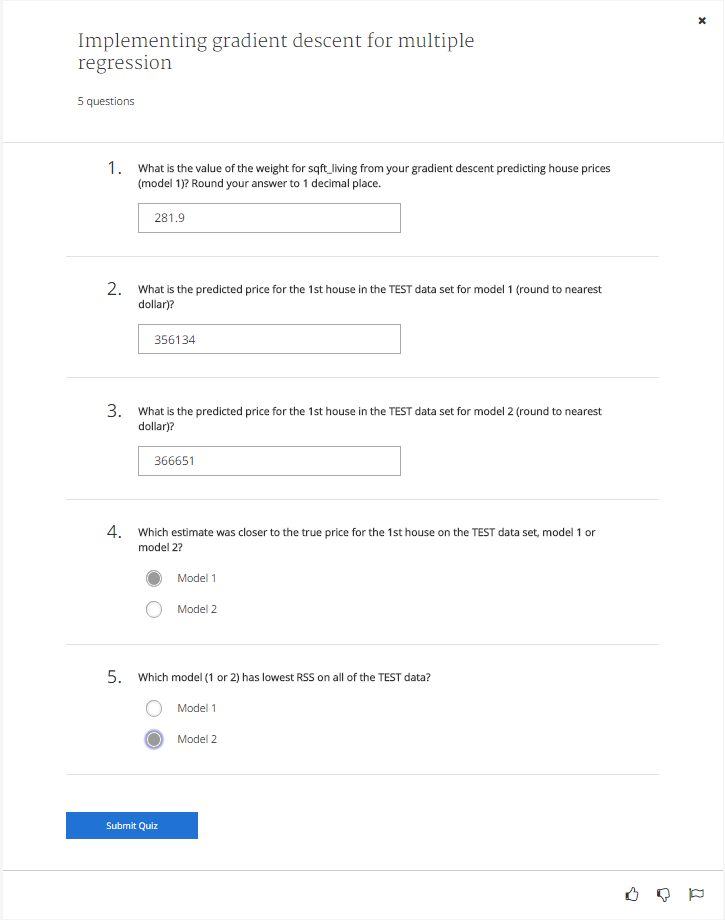 Implementing gradient descent for multiple
regression
5 questions
1. What is the value of the weight for sqft_living from your gradient descent predicting house prices
(model 1)? Round your answer to 1 decimal place.
281.9
2. What is the predicted price for the 1st house in the TEST data set for model 1 (round to nearest
dollar)?
356134
3. What is the predicted price for the 1st house in the TEST data set for model 2 (round to nearest
dollar)?
366651
4. Which estimate was closer to the true price for the 1st house on the TEST data set, model 1 or
model 2?
Model 1
Model 2
5. Which model (1 or 2) has lowest RSS on all of the TEST data?
Model 1
Model 2
Submit Quiz